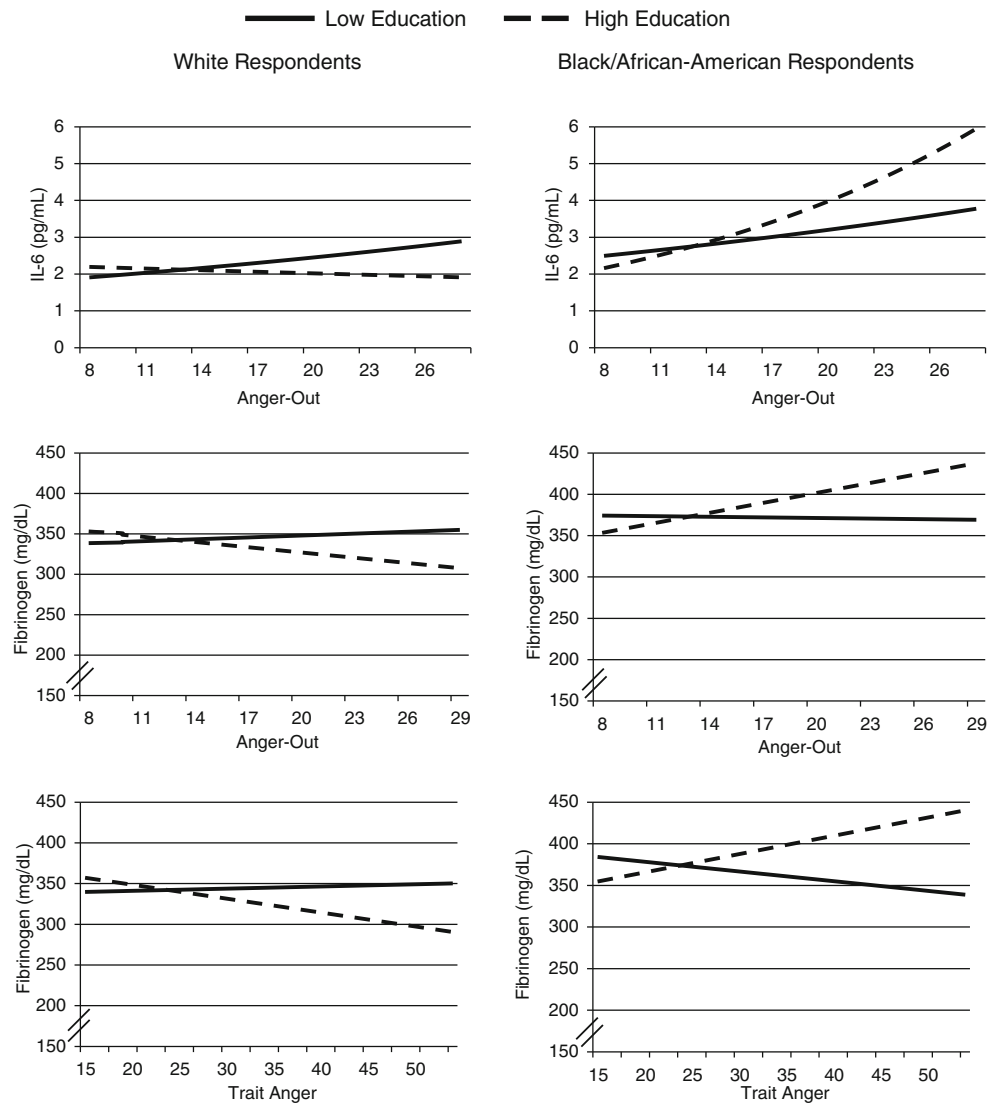 Low Education High Education
White Respondents
Black/African-American Respondents
6
5
4
3
2
1
0
IL-6 (pg/mL)
8 11 14 17 20 23 26
Anger-Out
6
5
4
3
2
1
0
IL-6 (pg/mL)
8 11 14 17 20 23 26
Anger-Out
450
400
350
300
250
200
150
Fibrinogen (mg/dL)
8 11 14 17 20 23 26 29
Anger-Out
450
400
350
300
250
200
150
Fibrinogen (mg/dL)
8 11 14 17 20 23 26 29
Anger-Out
450
400
350
300
250
200
150
Fibrinogen (mg/dL)
15 20 25 30 35 40 45 50
Trait Anger
450
400
350
300
250
200
150
Fibrinogen (mg/dL)
15 20 25 30 35 40 45 50
Trait Anger